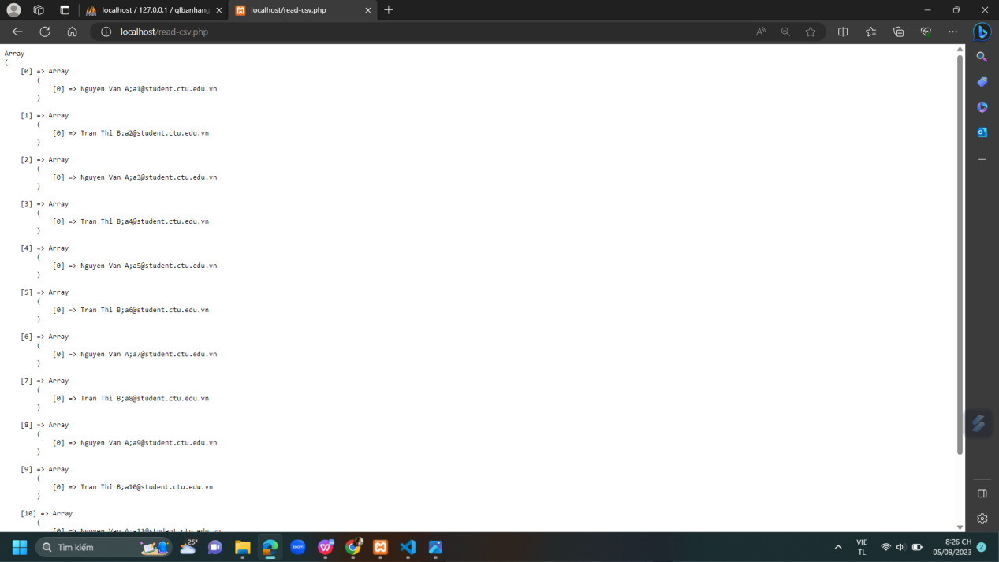 localhost / 127.0.0.1 / qlbanhang
localhost/read-csv.php
localhost/read-csv.php
Array
(
[0] => Array
(
[0] => Nguyen Van A;a1@student.ctu.edu.vn
)
[1] => Array
(
[0] => Tran Thi B;a2@student.ctu.edu.vn
)
[2] => Array
(
[0] => Nguyen Van A;a3@student.ctu.edu.vn
)
[3] => Array
(
[0] => Tran Thi B;a4@student.ctu.edu.vn
)
[4] => Array
(
[0] => Nguyen Van A;a5@student.ctu.edu.vn
)
[5] => Array
(
[0] => Tran Thi B;a6@student.ctu.edu.vn
)
[6] => Array
(
[0] => Nguyen Van A;a7@student.ctu.edu.vn
)
[7] => Array
(
[0] => Tran Thi B;a8@student.ctu.edu.vn
)
[8] => Array
(
[0] => Nguyen Van A;a9@student.ctu.edu.vn
)
[9] => Array
(
[0] => Tran Thi B;a10@student.ctu.edu.vn
)
[10] => Array
(
[0] => Nguyen Van A;a11@student.ctu.edu.vn
Tìm kiếm
25°
zoom
VIE
TL
8:26 CH
05/09/2023
2